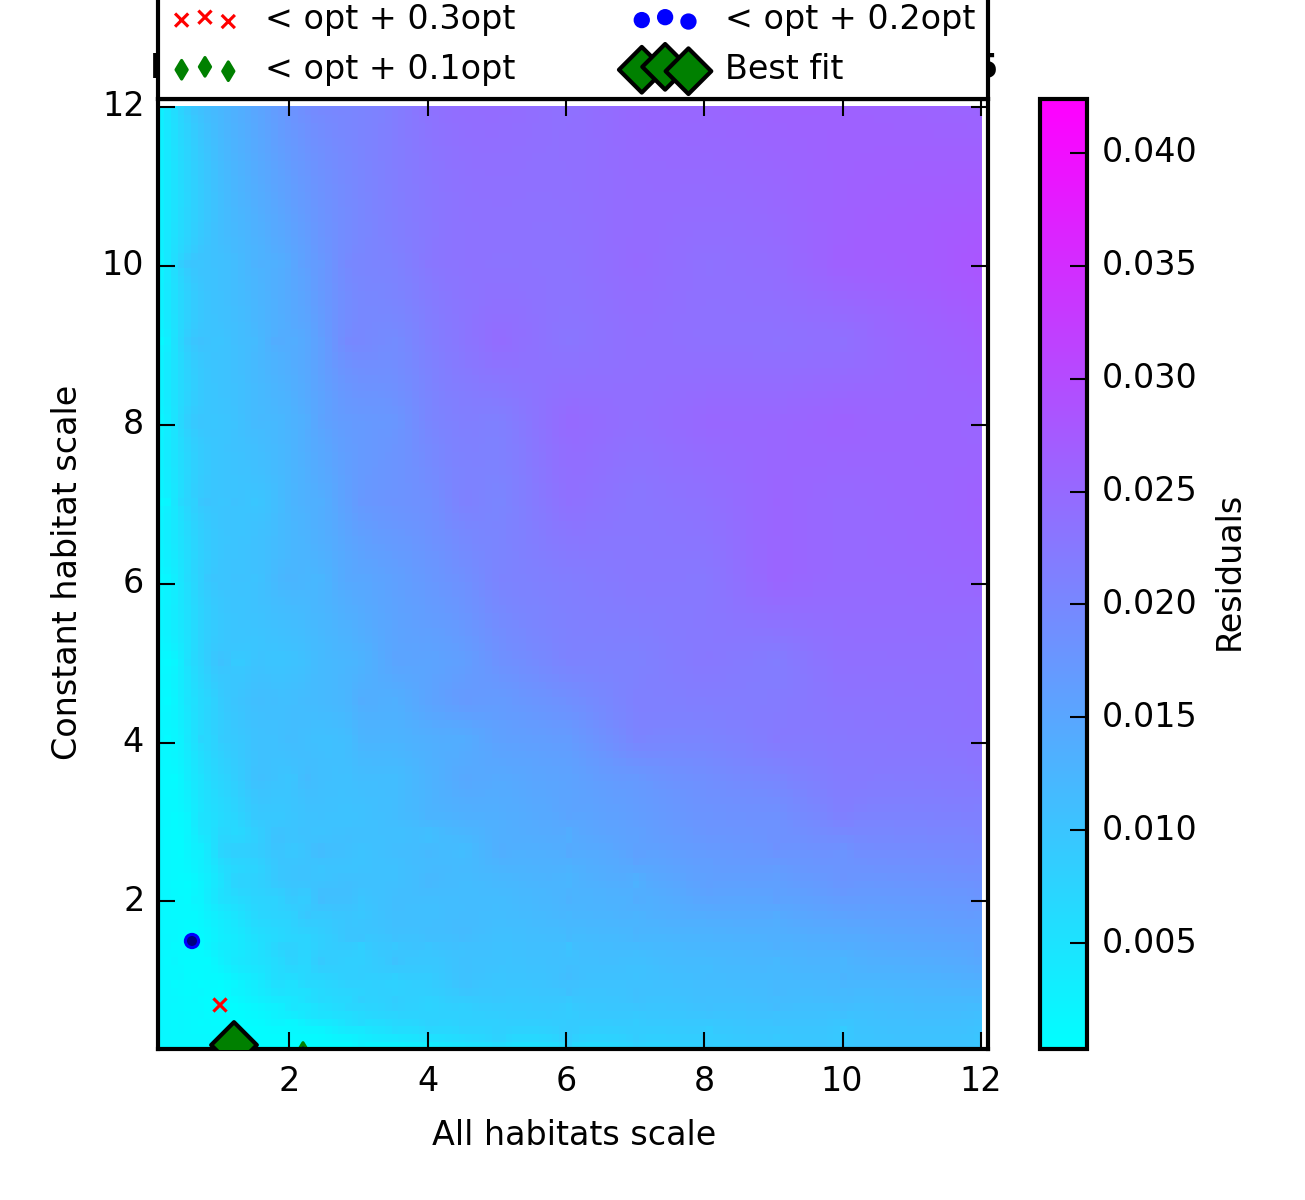 < opt + 0.3opt < opt + 0.2opt
< opt + 0.1opt Best fit
12
10
8
6
4
2
Constant habitat scale
2 4 6 8 10 12
All habitats scale
0.040
0.035
0.030
0.025
0.020
0.015
0.010
0.005
Residuals